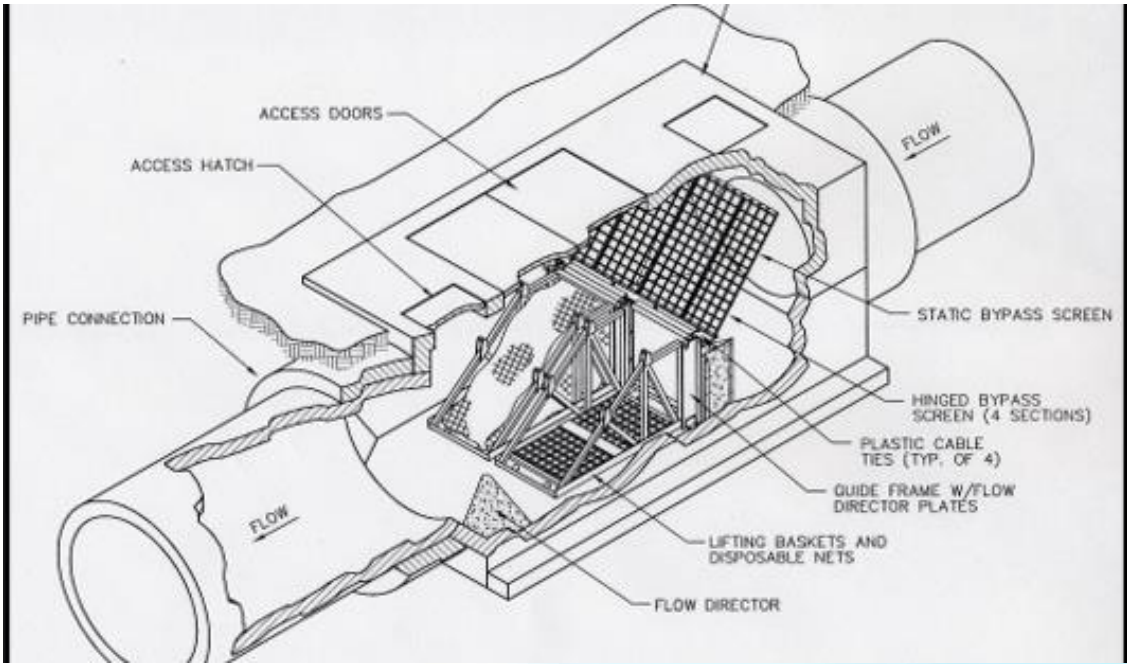 ACCESS DOORS
ACCESS HATCH
PIPE CONNECTION
FLOW
STATIC BYPASS SCREEN
HINGED BYPASS
SCREEN (4 SECTIONS)
PLASTIC CABLE
TIES (TYP. OF 4)
GUIDE FRAME W/FLOW
DIRECTOR PLATES
LIFTING BASKETS AND
DISPOSABLE NETS
FLOW DIRECTOR
FLOW